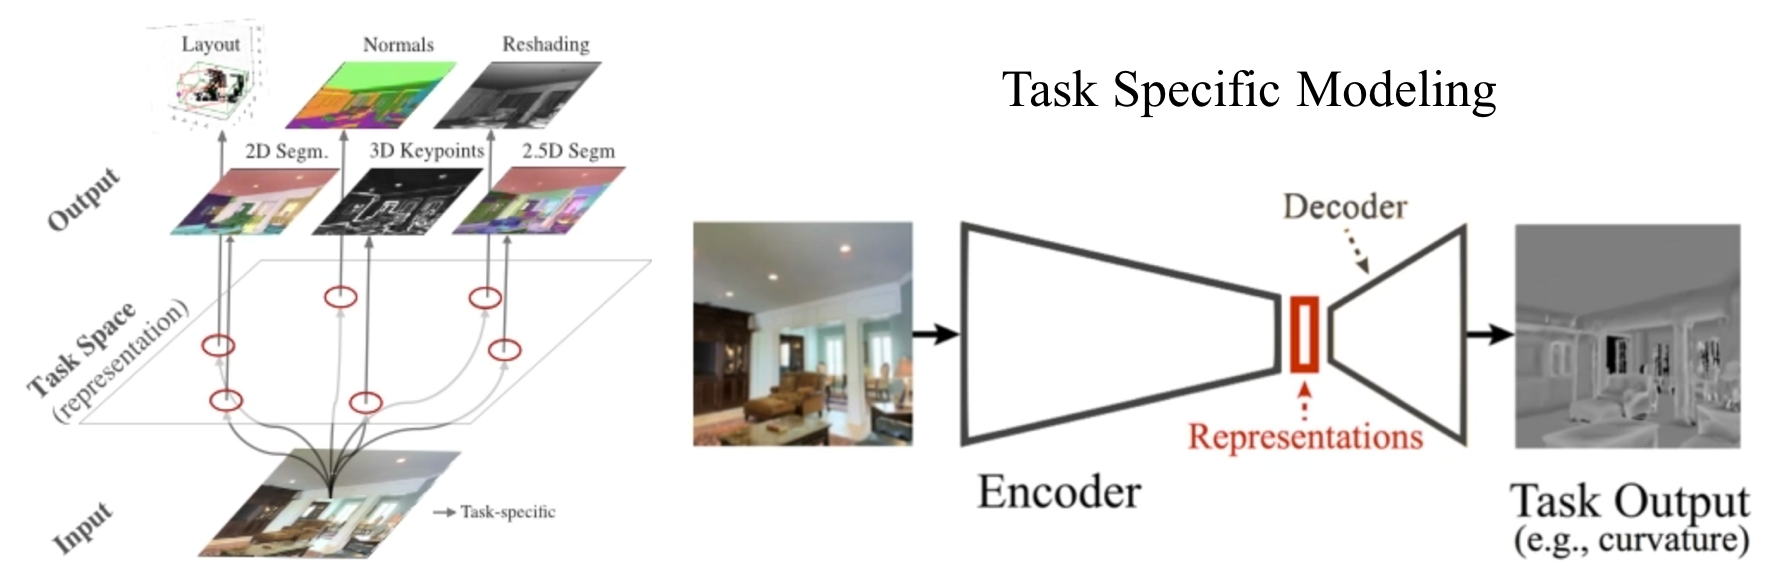 Layout
Normals
Reshading
2D Segm.
3D Keypoints
2.5D Segm
Output
Task Space
(representation)
Input
Task-specific
Task Specific Modeling
Decoder
Representations
Encoder
Task Output
(e.g., curvature)